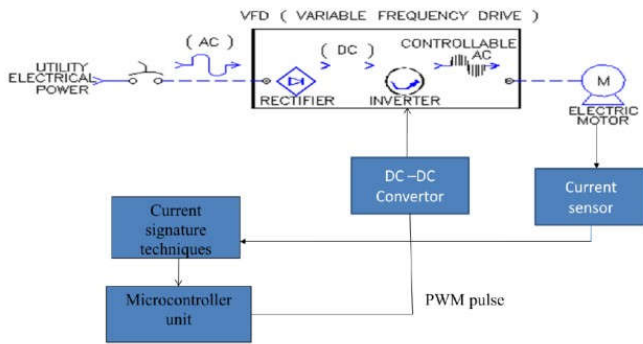 VFD ( VARIABLE FREQUENCY DRIVE )
( AC )
( DC )
CONTROLLABLE
AC
UTILITY
ELECTRICAL
POWER
RECTIFIER
INVERTER
M
ELECTRIC
MOTOR
DC –DC
Convertor
Current
sensor
Current
signature
techniques
Microcontroller
unit
PWM pulse